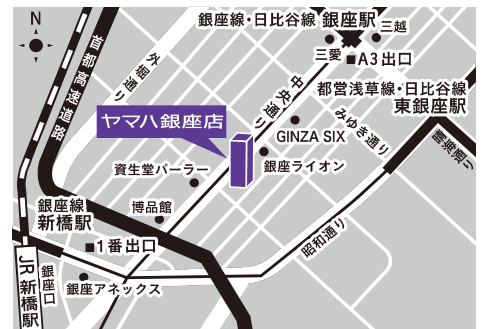 N
銀座線・日比谷線 銀座駅
三越
三愛
A3出口
首都高速道路
外堀通り
中央通り
都営浅草線・日比谷線
東銀座駅
みゆき通り
晴海通り
ヤマハ銀座店
GINZA SIX
銀座ライオン
資生堂パーラー
博品館
銀座線
新橋駅
1番出口
昭和通り
銀座口
JR新橋駅
銀座アネックス